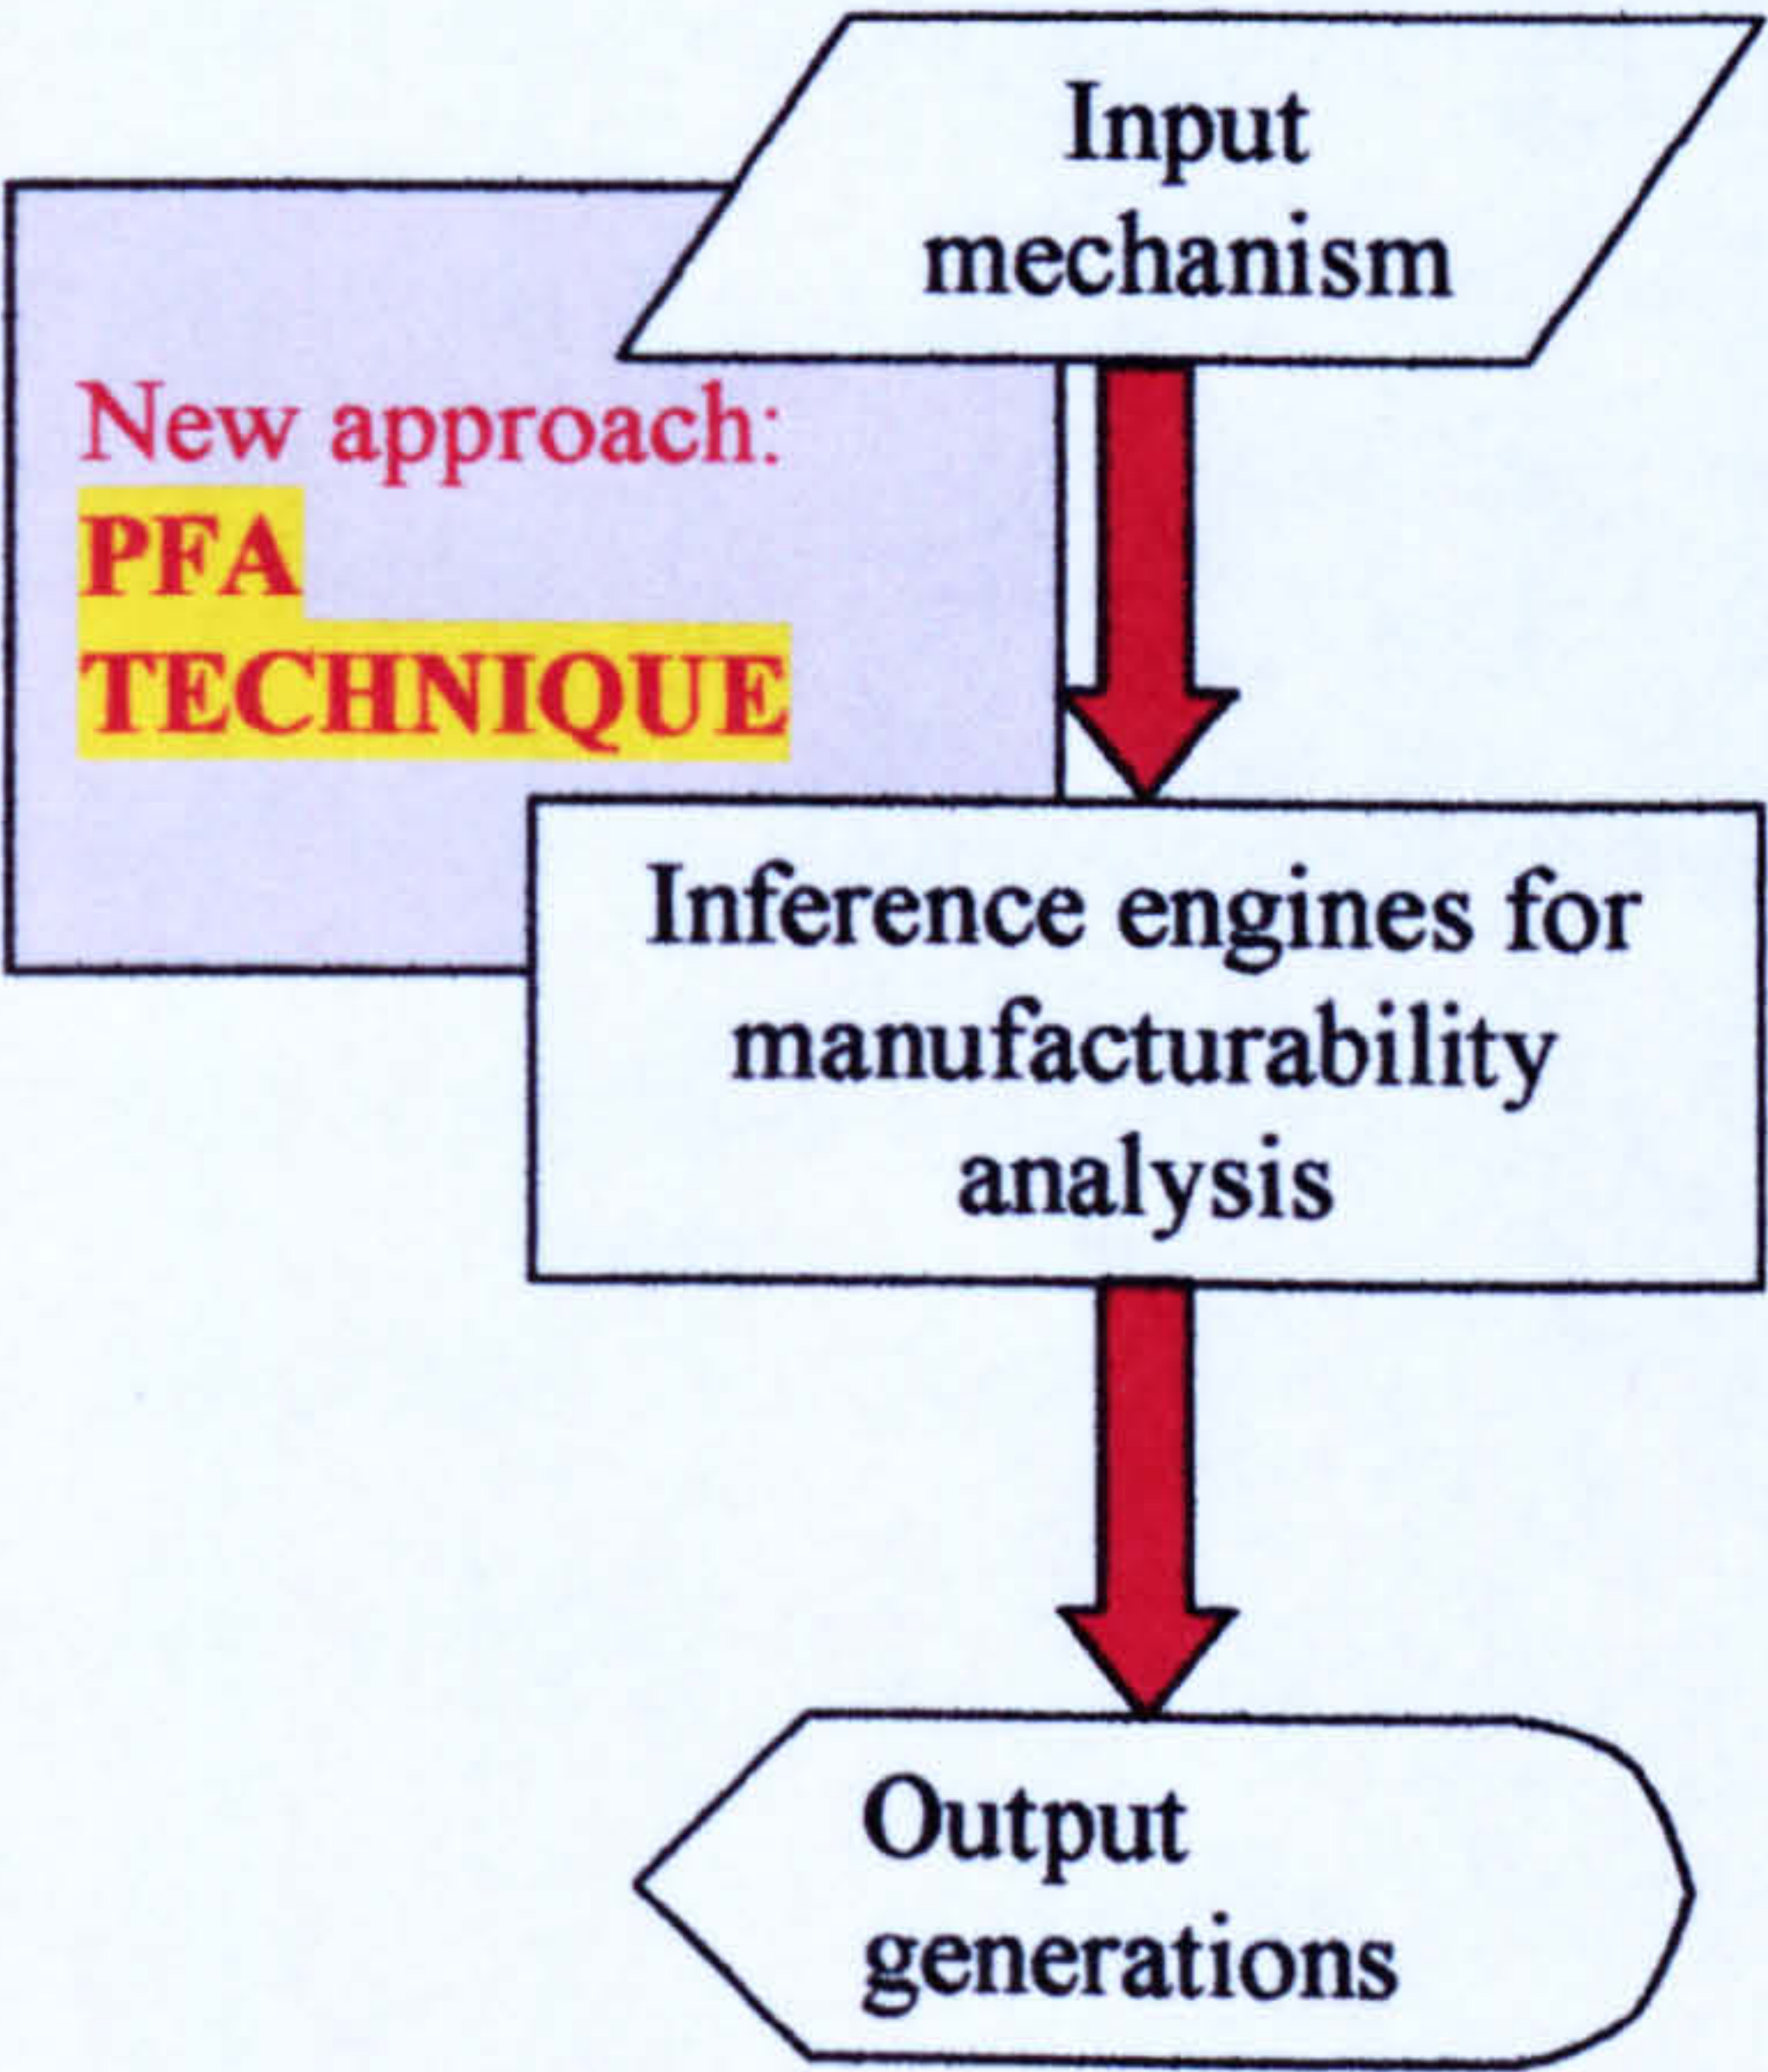 Input
mechanism
New approach:
PFA
TECHNIQUE
Inference engines for
manufacturability
analysis
Output
generations